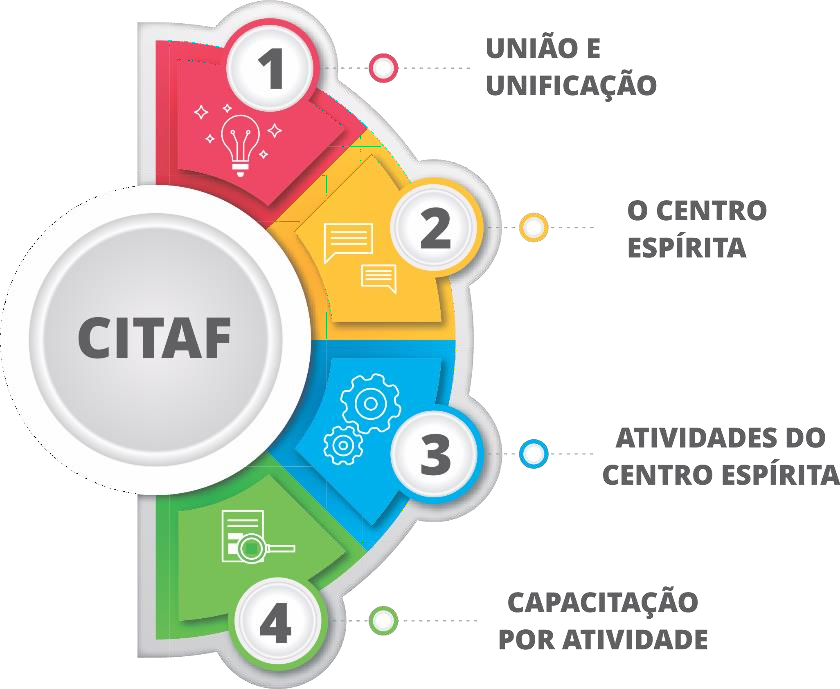 1
UNIÃO E
UNIFICAÇÃO
2
O CENTRO
ESPÍRITA
CITAF
3
ATIVIDADES DO
CENTRO ESPÍRITA
4
CAPACITAÇÃO
POR ATIVIDADE